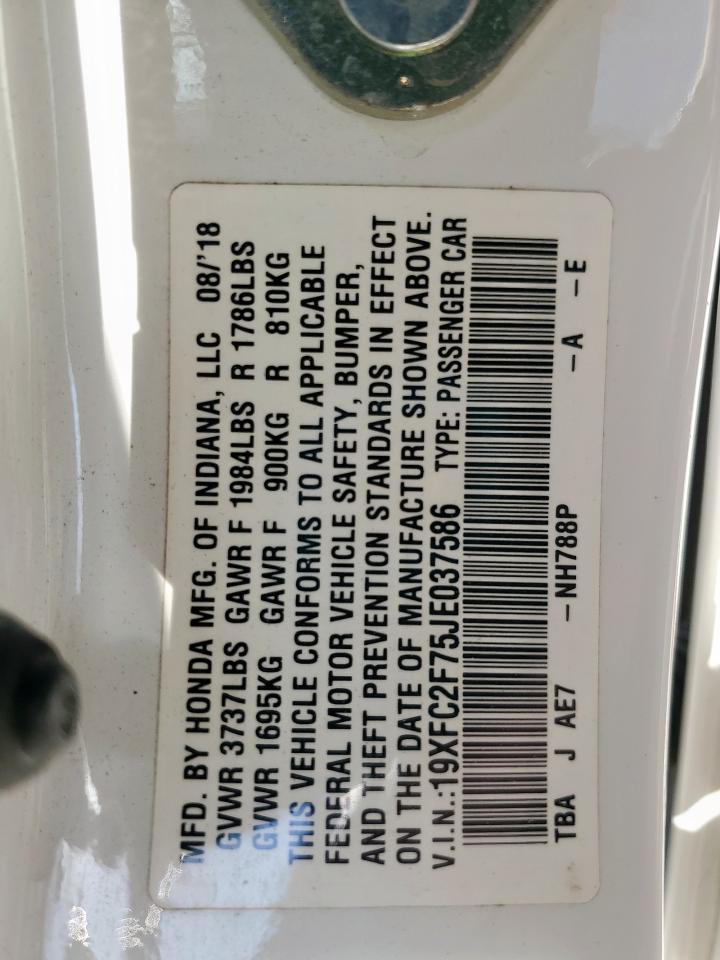 MFD. BY HONDA MFG. OF INDIANA, LLC 08/'18
GVWR 3737LBS GAWR F 1984LBS R 1786LBS
GVWR 1695KG GAWR F 900KG R 810KG
THIS VEHICLE CONFORMS TO ALL APPLICABLE
FEDERAL MOTOR VEHICLE SAFETY, BUMPER,
AND THEFT PREVENTION STANDARDS IN EFFECT
ON THE DATE OF MANUFACTURE SHOWN ABOVE.
V.I.N.:19XFC2F75JE037586 TYPE: PASSENGER CAR
TBA J AE7 -NH788P -A -E